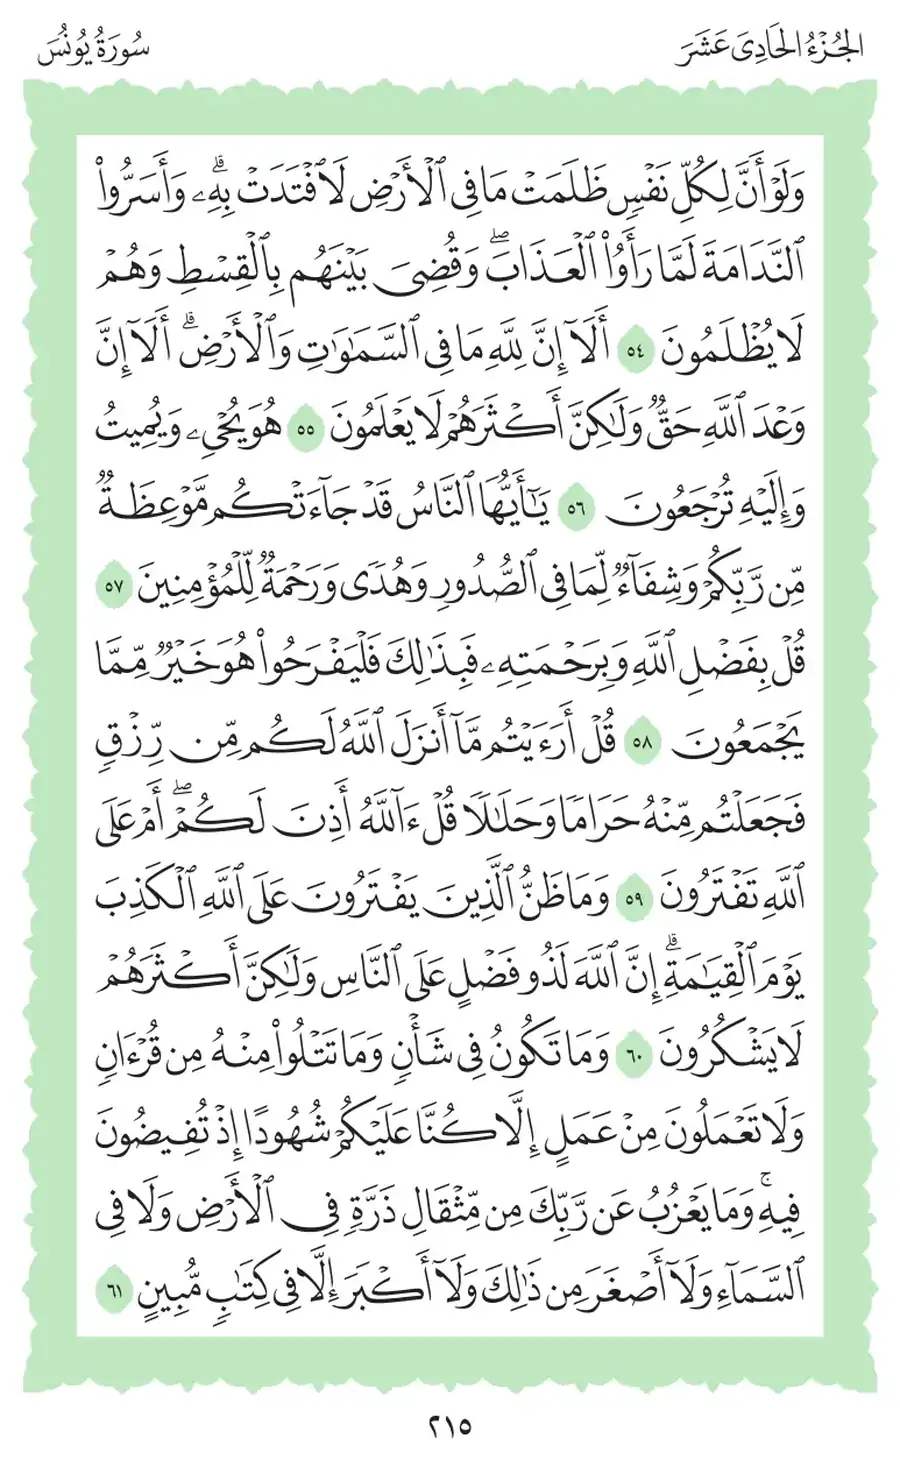 الجُزْءُ الحَادِىَ عَشَرَ
سُورَةُ يُونُسَ
وَلَوْ أَنَّ لِكُلِّ نَفْسٍ ظَلَمَتْ مَا فِى ٱلْأَرْضِ لَٱفْتَدَتْ بِهِۦۗ وَأَسَرُّواْ
ٱلنَّدَامَةَ لَمَّا رَأَوُاْ ٱلْعَذَابَۖ وَقُضِىَ بَيْنَهُم بِٱلْقِسْطِ وَهُمْ
لَا يُظْلَمُونَ ٥٤ أَلَآ إِنَّ لِلَّهِ مَا فِى ٱلسَّمَٰوَٰتِ وَٱلْأَرْضِۗ أَلَآ إِنَّ
وَعْدَ ٱللَّهِ حَقٌّ وَلَٰكِنَّ أَكْثَرَهُمْ لَا يَعْلَمُونَ ٥٥ هُوَ يُحْىِۦ وَيُمِيتُ
وَإِلَيْهِ تُرْجَعُونَ ٥٦ يَٰٓأَيُّهَا ٱلنَّاسُ قَدْ جَآءَتْكُم مَّوْعِظَةٌ
مِّن رَّبِّكُمْ وَشِفَآءٌ لِّمَا فِى ٱلصُّدُورِ وَهُدًى وَرَحْمَةٌ لِّلْمُؤْمِنِينَ ٥٧
قُلْ بِفَضْلِ ٱللَّهِ وَبِرَحْمَتِهِۦ فَبِذَٰلِكَ فَلْيَفْرَحُواْ هُوَ خَيْرٌ مِّمَّا
يَجْمَعُونَ ٥٨ قُلْ أَرَءَيْتُم مَّآ أَنزَلَ ٱللَّهُ لَكُم مِّن رِّزْقٍ
فَجَعَلْتُم مِّنْهُ حَرَامًا وَحَلَٰلًا قُلْ ءَآللَّهُ أَذِنَ لَكُمْۖ أَمْ عَلَى
ٱللَّهِ تَفْتَرُونَ ٥٩ وَمَا ظَنُّ ٱلَّذِينَ يَفْتَرُونَ عَلَى ٱللَّهِ ٱلْكَذِبَ
يَوْمَ ٱلْقِيَٰمَةِۗ إِنَّ ٱللَّهَ لَذُو فَضْلٍ عَلَى ٱلنَّاسِ وَلَٰكِنَّ أَكْثَرَهُمْ
لَا يَشْكُرُونَ ٦٠ وَمَا تَكُونُ فِى شَأْنٍ وَمَا تَتْلُواْ مِنْهُ مِن قُرْءَانٍ
وَلَا تَعْمَلُونَ مِنْ عَمَلٍ إِلَّا كُنَّا عَلَيْكُمْ شُهُودًا إِذْ تُفِيضُونَ
فِيهِۚ وَمَا يَعْزُبُ عَن رَّبِّكَ مِن مِّثْقَالِ ذَرَّةٍ فِى ٱلْأَرْضِ وَلَا فِى
ٱلسَّمَآءِ وَلَآ أَصْغَرَ مِن ذَٰلِكَ وَلَآ أَكْبَرَ إِلَّا فِى كِتَٰبٍ مُّبِينٍ ٦١
٢١٥